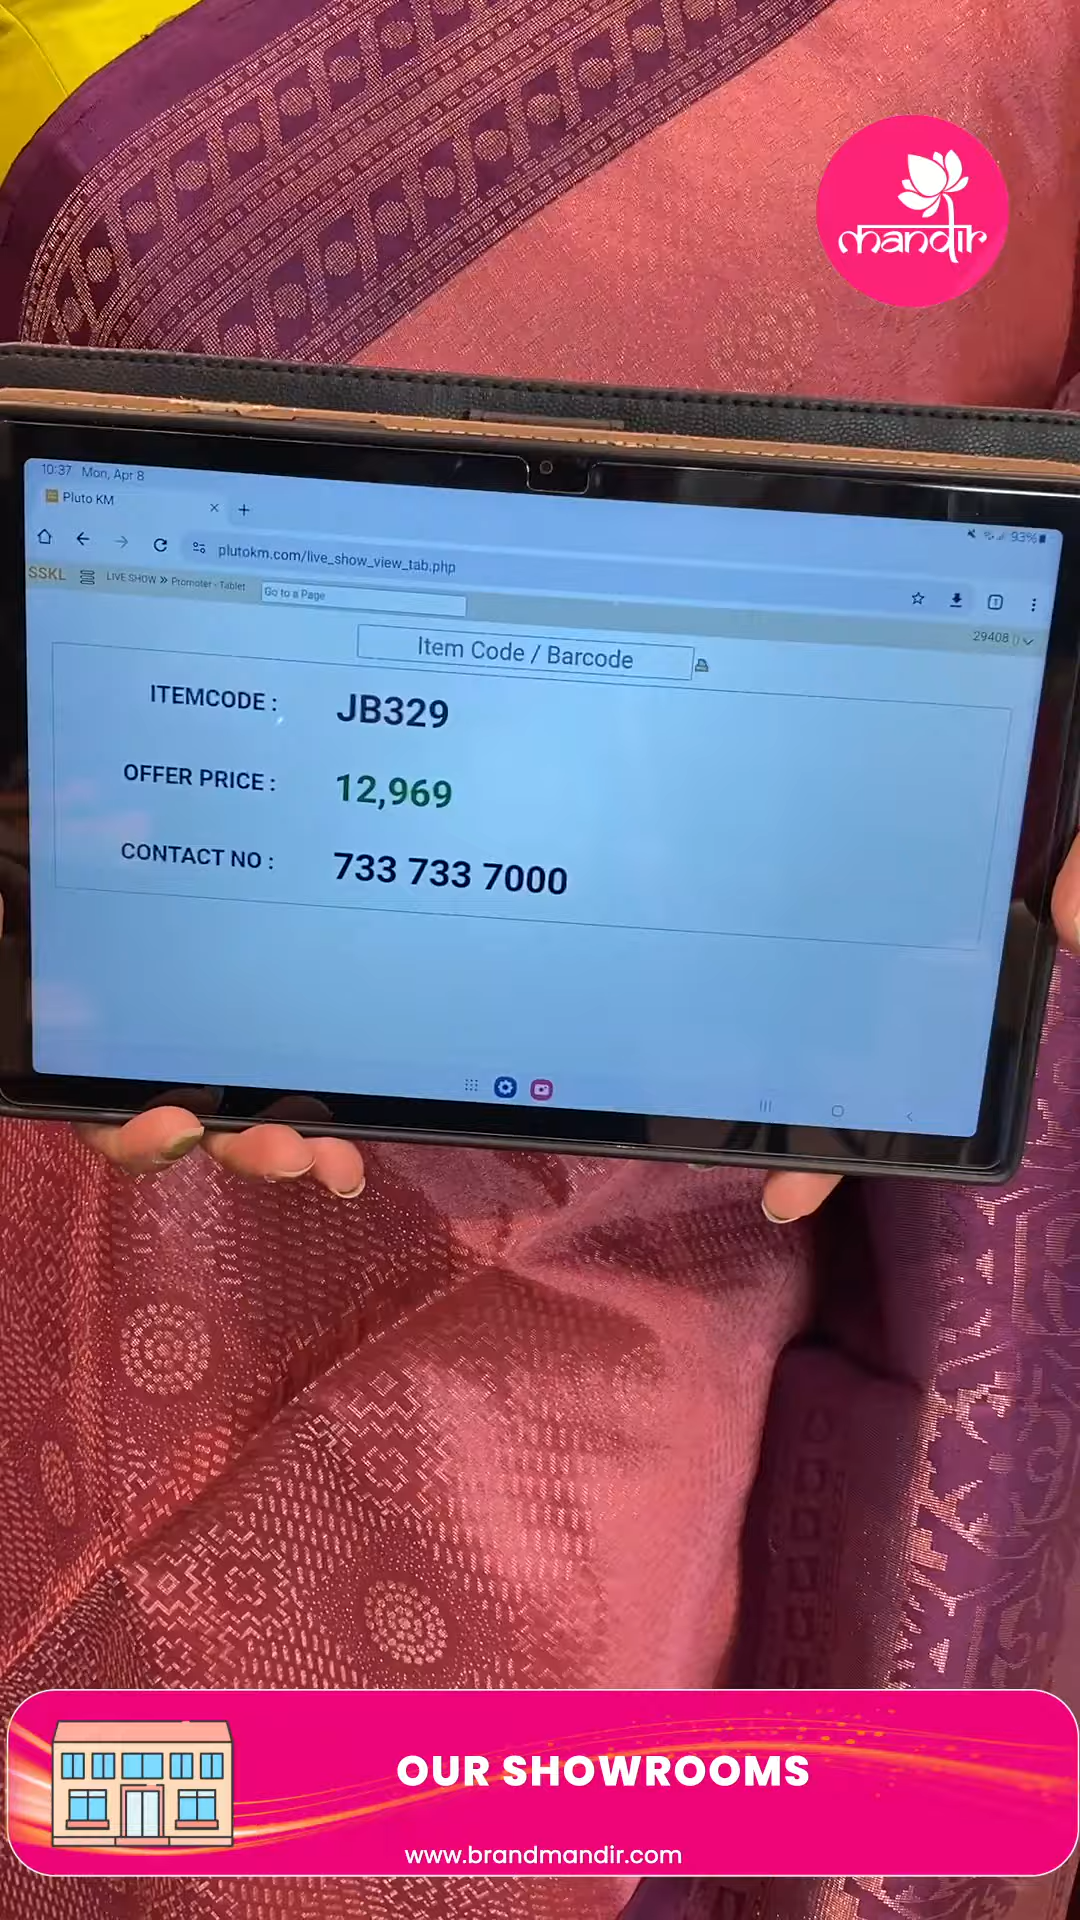 mandir
10:37 Mon, Apr 8
Pluto KM
93%
plutokm.com/live_show_view_tab.php
SSKL
LIVE SHOW » Promoter - Tablet
Go to a Page
29408
Item Code / Barcode
ITEMCODE : JB329
OFFER PRICE : 12,969
CONTACT NO : 733 733 7000
OUR SHOWROOMS
www.brandmandir.com